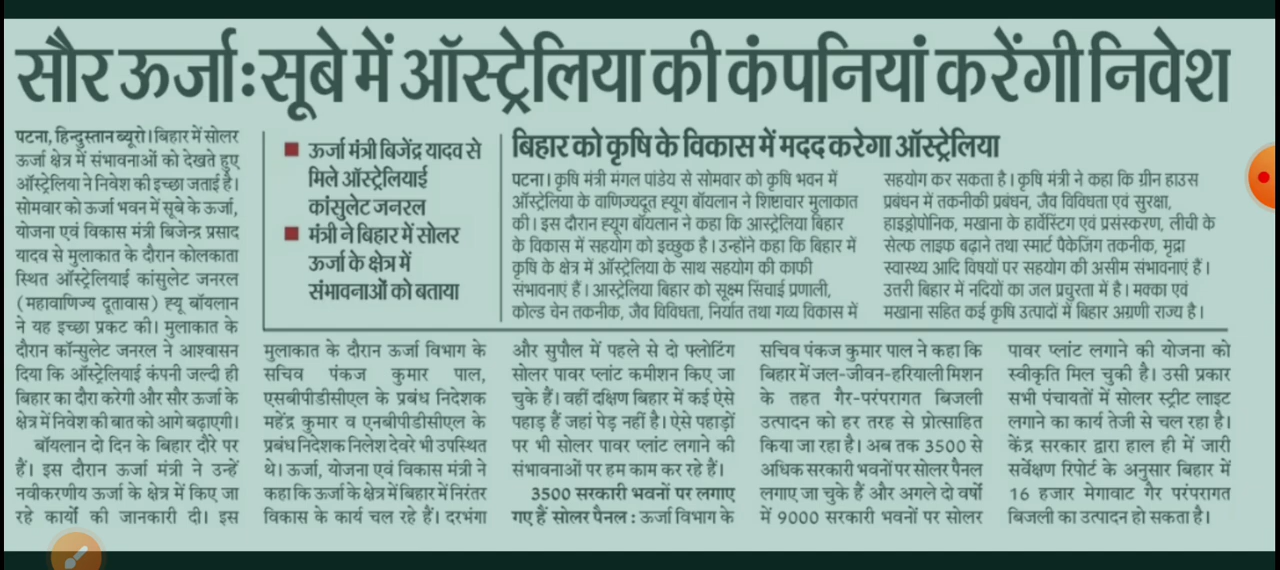 सौर ऊर्जा: सूबे में ऑस्ट्रेलिया की कंपनियां करेंगी निवेश
पटना, हिन्दुस्तान ब्यूरो। बिहार में सोलर
ऊर्जा क्षेत्र में संभावनाओं को देखते हुए
ऑस्ट्रेलिया ने निवेश की इच्छा जताई है।
सोमवार को ऊर्जा भवन में सूबे के ऊर्जा,
योजना एवं विकास मंत्री बिजेन्द्र प्रसाद
यादव से मुलाकात के दौरान कोलकाता
स्थित ऑस्ट्रेलियाई कांसुलेट जनरल
(महावाणिज्य दूतावास) ह्यू बॉयलान
ने यह इच्छा प्रकट की। मुलाकात के
दौरान कॉन्सुलेट जनरल ने आश्वासन
दिया कि ऑस्ट्रेलियाई कंपनी जल्दी ही
बिहार का दौरा करेगी और सौर ऊर्जा के
क्षेत्र में निवेश की बात को आगे बढ़ाएगी।
बॉयलान दो दिन के बिहार दौरे पर
हैं। इस दौरान ऊर्जा मंत्री ने उन्हें
नवीकरणीय ऊर्जा के क्षेत्र में किए जा
रहे कार्यों की जानकारी दी। इस
ऊर्जा मंत्री बिजेंद्र यादव से
मिले ऑस्ट्रेलियाई
कांसुलेट जनरल
मंत्री ने बिहार में सोलर
ऊर्जा के क्षेत्र में
संभावनाओं को बताया
बिहार को कृषि के विकास में मदद करेगा ऑस्ट्रेलिया
पटना। कृषि मंत्री मंगल पांडेय से सोमवार को कृषि भवन में
ऑस्ट्रेलिया के वाणिज्यदूत ह्यूग बॉयलान ने शिष्टाचार मुलाकात
की। इस दौरान ह्यूग बॉयलान ने कहा कि आस्ट्रेलिया बिहार
के विकास में सहयोग को इच्छुक है। उन्होंने कहा कि बिहार में
कृषि के क्षेत्र में ऑस्ट्रेलिया के साथ सहयोग की काफी
संभावनाएं हैं। आस्ट्रेलिया बिहार को सूक्ष्म सिंचाई प्रणाली,
कोल्ड चेन तकनीक, जैव विविधता, निर्यात तथा गव्य विकास में
सहयोग कर सकता है। कृषि मंत्री ने कहा कि ग्रीन हाउस
प्रबंधन में तकनीकी प्रबंधन, जैव विविधता एवं सुरक्षा,
हाइड्रोपोनिक, मखाना के हार्वेस्टिंग एवं प्रसंस्करण, लीची के
सेल्फ लाइफ बढ़ाने तथा स्मार्ट पैकेजिंग तकनीक, मृद्रा
स्वास्थ्य आदि विषयों पर सहयोग की असीम संभावनाएं हैं।
उतरी बिहार में नदियों का जल प्रचुरता में है। मक्का एवं
मखाना सहित कई कृषि उत्पादों में बिहार अग्रणी राज्य है।
मुलाकात के दौरान ऊर्जा विभाग के
सचिव पंकज कुमार पाल,
एसबीपीडीसीएल के प्रबंध निदेशक
महेंद्र कुमार व एनबीपीडीसीएल के
प्रबंध निदेशक निलेश देवरे भी उपस्थित
थे। ऊर्जा, योजना एवं विकास मंत्री ने
कहा कि ऊर्जा के क्षेत्र में बिहार में निरंतर
विकास के कार्य चल रहे हैं। दरभंगा
और सुपौल में पहले से दो फ्लोटिंग
सोलर पावर प्लांट कमीशन किए जा
चुके हैं। वहीं दक्षिण बिहार में कई ऐसे
पहाड़ हैं जहां पेड़ नहीं है। ऐसे पहाड़ों
पर भी सोलर पावर प्लांट लगाने की
संभावनाओं पर हम काम कर रहे हैं।
3500 सरकारी भवनों पर लगाए
गए हैं सोलर पैनल : ऊर्जा विभाग के
सचिव पंकज कुमार पाल ने कहा कि
बिहार में जल-जीवन-हरियाली मिशन
के तहत गैर-परंपरागत बिजली
उत्पादन को हर तरह से प्रोत्साहित
किया जा रहा है। अब तक 3500 से
अधिक सरकारी भवनों पर सोलर पैनल
लगाए जा चुके हैं और अगले दो वर्षों
में 9000 सरकारी भवनों पर सोलर
पावर प्लांट लगाने की योजना को
स्वीकृति मिल चुकी है। उसी प्रकार
सभी पंचायतों में सोलर स्ट्रीट लाइट
लगाने का कार्य तेजी से चल रहा है।
केंद्र सरकार द्वारा हाल ही में जारी
सर्वेक्षण रिपोर्ट के अनुसार बिहार में
16 हजार मेगावाट गैर परंपरागत
बिजली का उत्पादन हो सकता है।